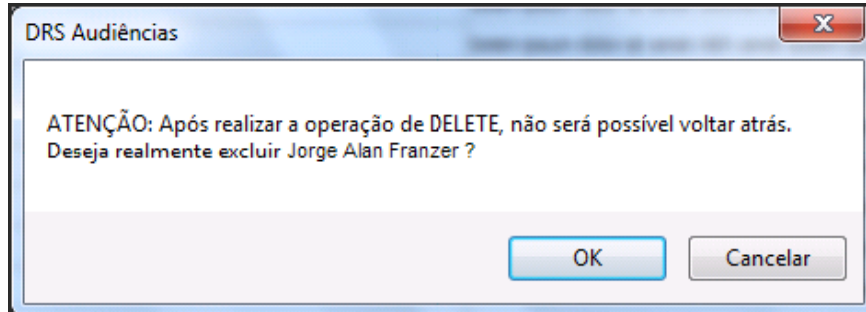 DRS Audiências
ATENÇÃO: Após realizar a operação de DELETE, não será possível voltar atrás.
Deseja realmente excluir Jorge Alan Franzer ?
OK
Cancelar